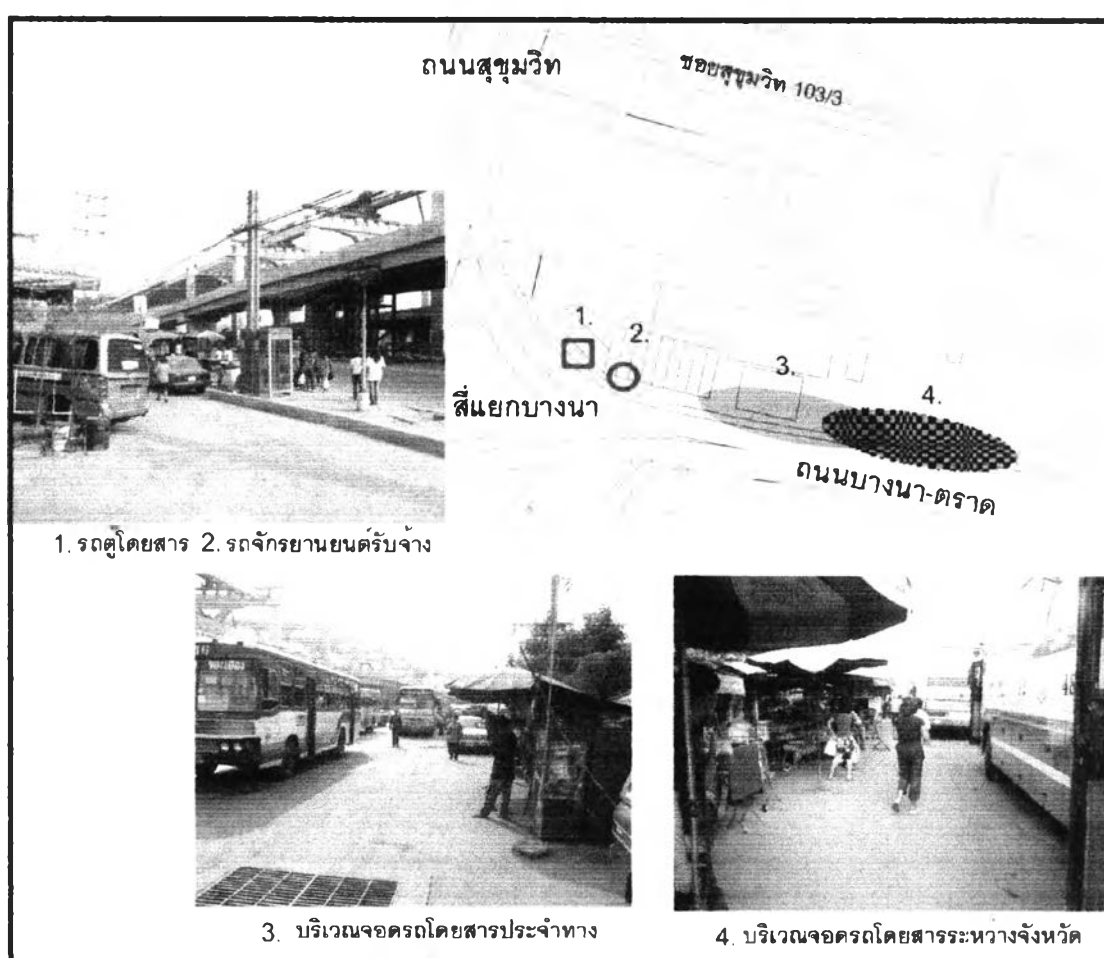 ถนนสุขุมวิท
ซอยสุขุมวิท 103/3
1.
2.
3.
4.
สี่แยกบางนา
ถนนบางนา-ตราด
1. รถตู้โดยสาร 2. รถจักรยานยนต์รับจ้าง
3. บริเวณจอดรถโดยสารประจำทาง
4. บริเวณจอดรถโดยสารระหว่างจังหวัด